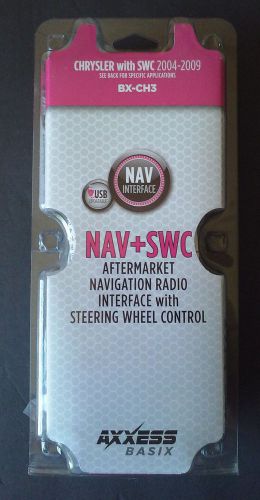 CHRYSLER with SWC 2004-2009
SEE BACK FOR SPECIFIC APPLICATIONS
BX-CH3
NAV
INTERFACE
USB
UPDATABLE
NAV+SWC
AFTERMARKET
NAVIGATION RADIO
INTERFACE with
STEERING WHEEL CONTROL
AXXESS
BASIX